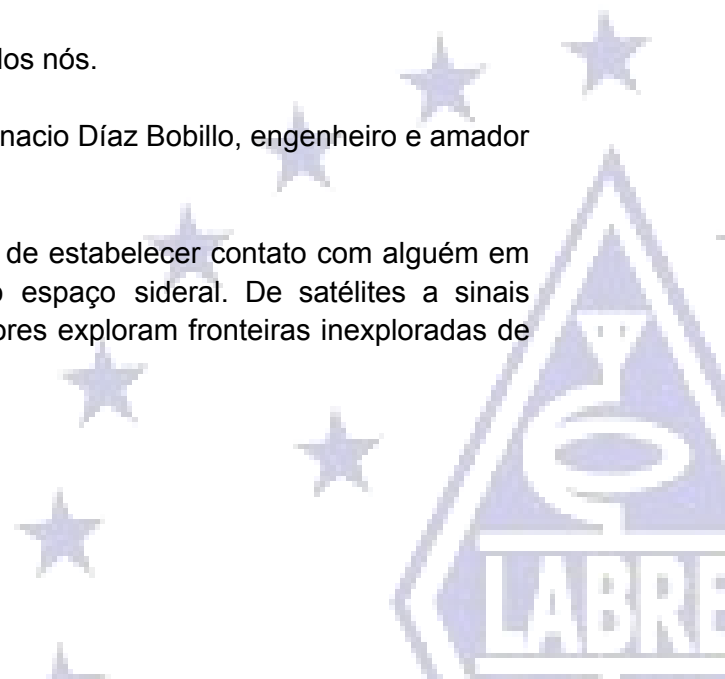 los nós.
nacio Díaz Bobillo, engenheiro e amador
de estabelecer contato com alguém em
o espaço sideral. De satélites a sinais
ores exploram fronteiras inexploradas de
LABRE